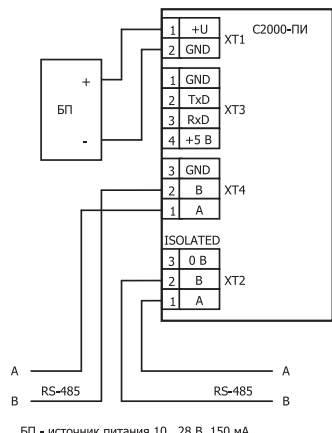 С2000-ПИ
1 +U
2 GND
XT1
+
БП
-
1 GND
2 TxD
3 RxD
4 +5 В
XT3
3 GND
2 B
1 A
XT4
ISOLATED
3 0 В
2 B
1 A
XT2
A A
RS-485 RS-485
B B
БП - источник питания 10...28 В, 150 мА